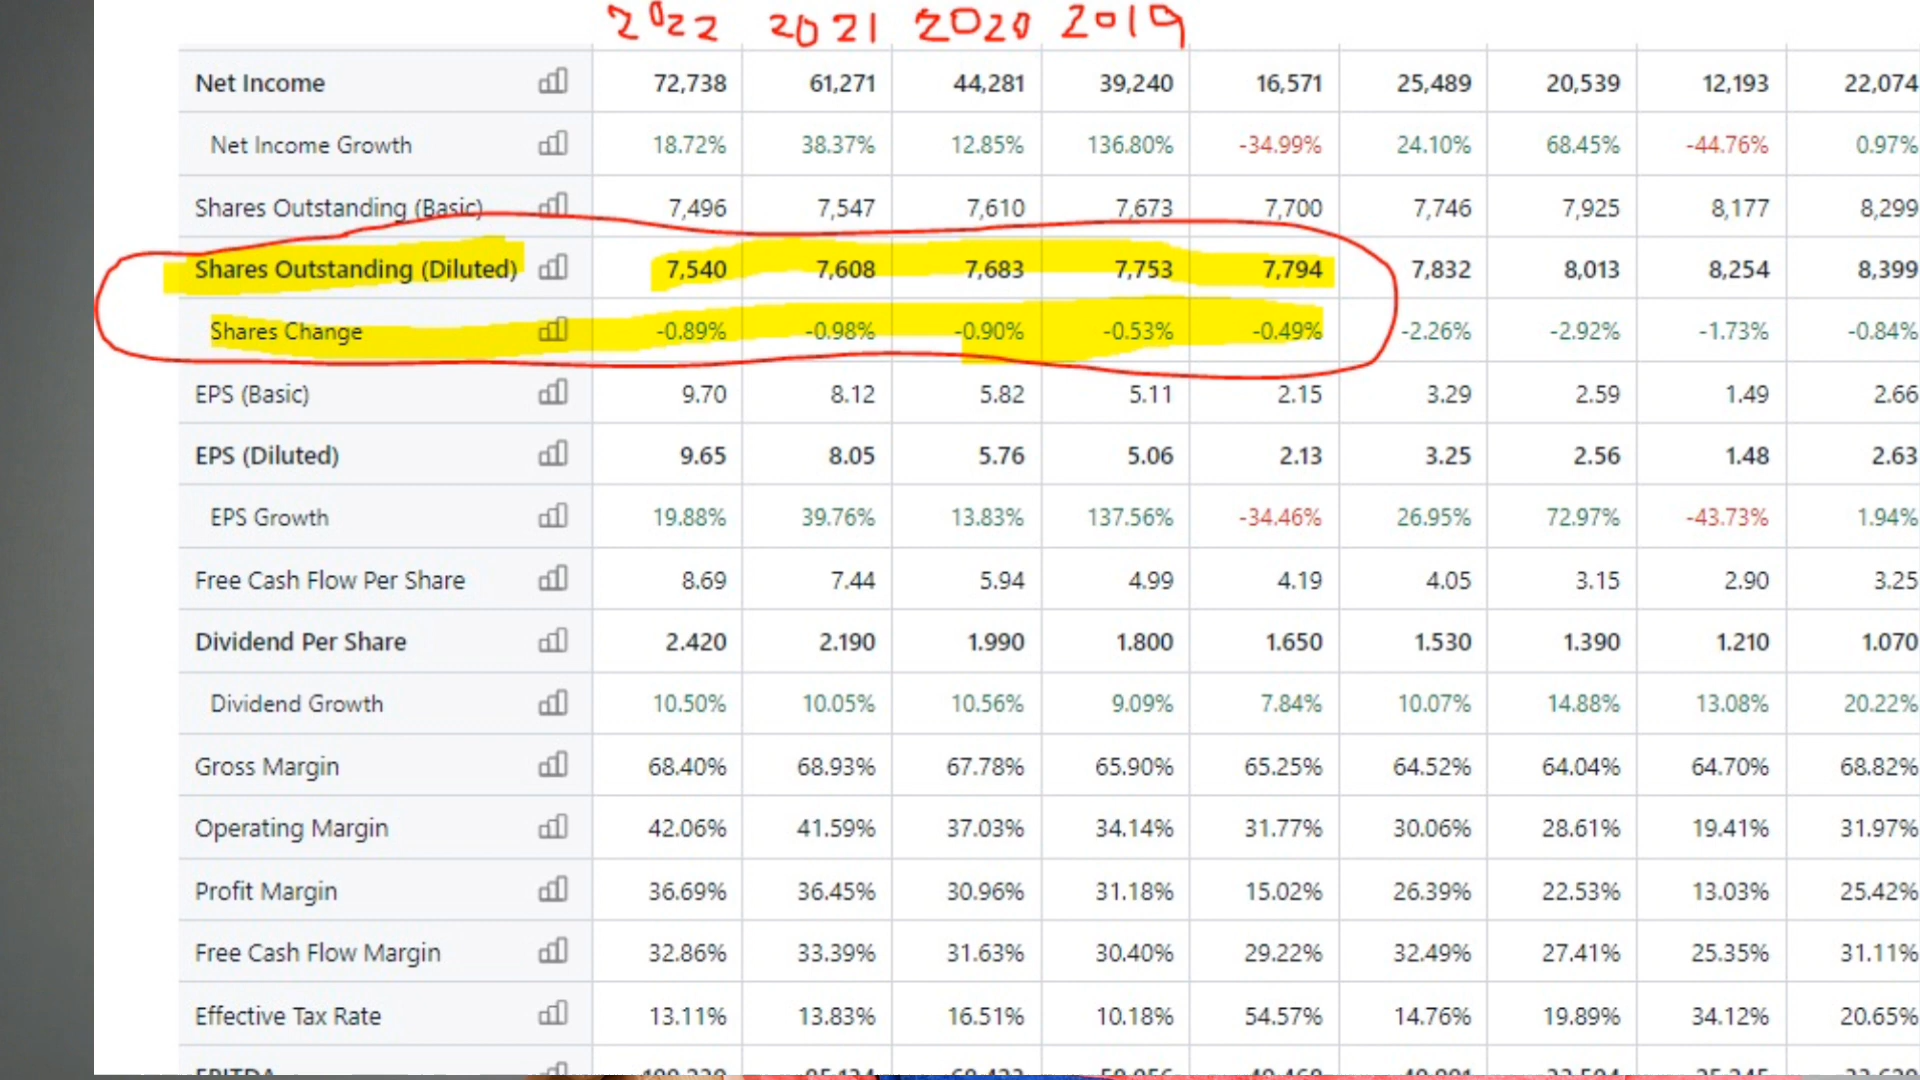 2022 2021 2020 2019
Net Income 72,738 61,271 44,281 39,240 16,571 25,489 20,539 12,193 22,074
Net Income Growth 18.72% 38.37% 12.85% 136.80% -34.99% 24.10% 68.45% -44.76% 0.97%
Shares Outstanding (Basic) 7,496 7,547 7,610 7,673 7,700 7,746 7,925 8,177 8,299
Shares Outstanding (Diluted) 7,540 7,608 7,683 7,753 7,794 7,832 8,013 8,254 8,399
Shares Change -0.89% -0.98% -0.90% -0.53% -0.49% -2.26% -2.92% -1.73% -0.84%
EPS (Basic) 9.70 8.12 5.82 5.11 2.15 3.29 2.59 1.49 2.66
EPS (Diluted) 9.65 8.05 5.76 5.06 2.13 3.25 2.56 1.48 2.63
EPS Growth 19.88% 39.76% 13.83% 137.56% -34.46% 26.95% 72.97% -43.73% 1.94%
Free Cash Flow Per Share 8.69 7.44 5.94 4.99 4.19 4.05 3.15 2.90 3.25
Dividend Per Share 2.420 2.190 1.990 1.800 1.650 1.530 1.390 1.210 1.070
Dividend Growth 10.50% 10.05% 10.56% 9.09% 7.84% 10.07% 14.88% 13.08% 20.22%
Gross Margin 68.40% 68.93% 67.78% 65.90% 65.25% 64.52% 64.04% 64.70% 68.82%
Operating Margin 42.06% 41.59% 37.03% 34.14% 31.77% 30.06% 28.61% 19.41% 31.97%
Profit Margin 36.69% 36.45% 30.96% 31.18% 15.02% 26.39% 22.53% 13.03% 25.42%
Free Cash Flow Margin 32.86% 33.39% 31.63% 30.40% 29.22% 32.49% 27.41% 25.35% 31.11%
Effective Tax Rate 13.11% 13.83% 16.51% 10.18% 54.57% 14.76% 19.89% 34.12% 20.65%
EBITDA